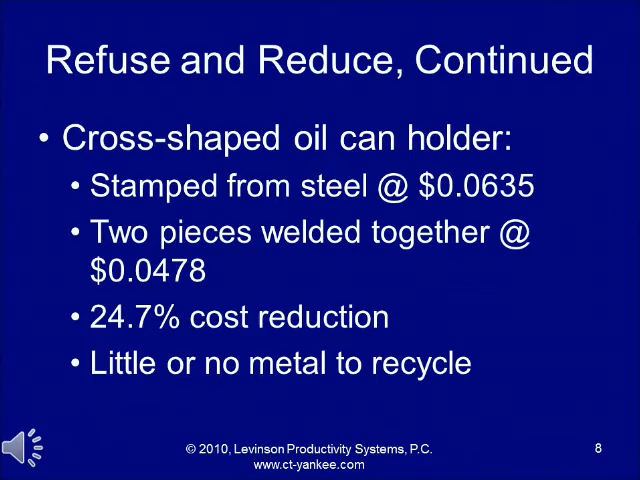 Refuse and Reduce, Continued
• Cross-shaped oil can holder:
• Stamped from steel @ $0.0635
• Two pieces welded together @
$0.0478
• 24.7% cost reduction
• Little or no metal to recycle
© 2010, Levinson Productivity Systems, P.C.
www.ct-yankee.com
8